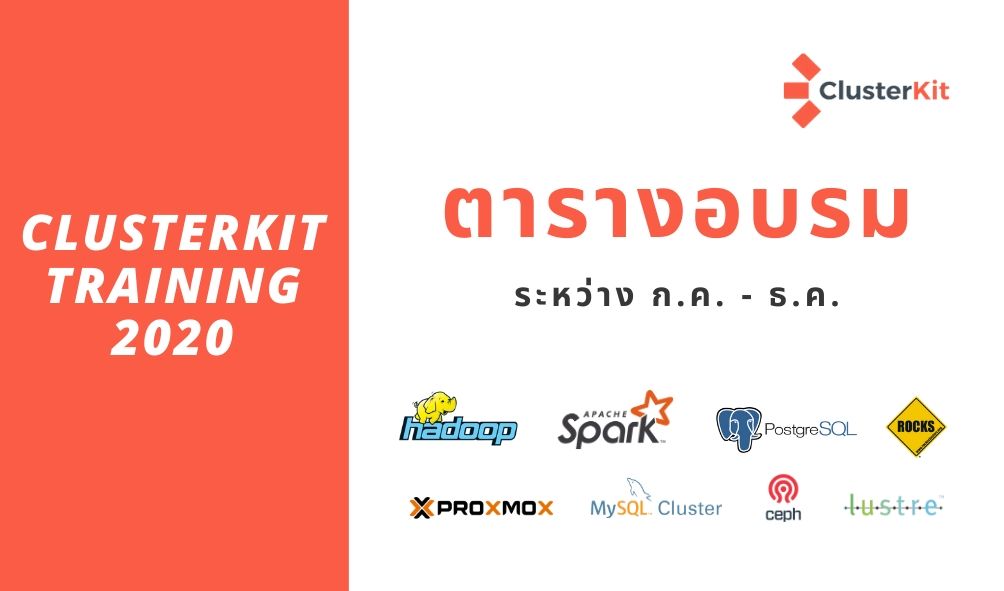 CLUSTERKIT
TRAINING
2020
ClusterKit
ตารางอบรม
ระหว่าง ก.ค. - ธ.ค.
hadoop
APACHE
Spark
PostgreSQL
ROCKS
PROXMOX
MySQL Cluster
ceph
lustre